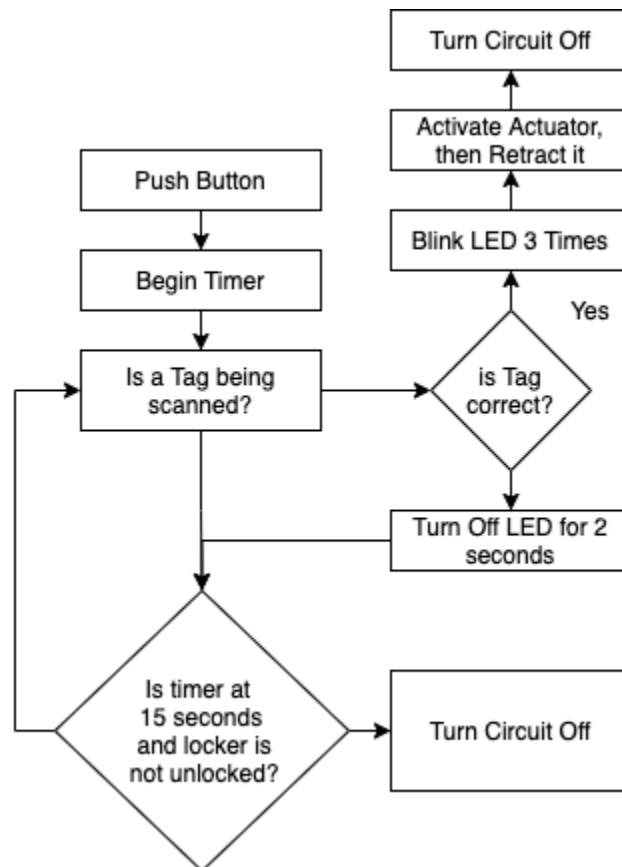 Turn Circuit Off
Activate Actuator,
then Retract it
Push Button
Blink LED 3 Times
Begin Timer
Yes
Is a Tag being
scanned?
is Tag
correct?
Turn Off LED for 2
seconds
Is timer at
15 seconds
and locker is
not unlocked?
Turn Circuit Off